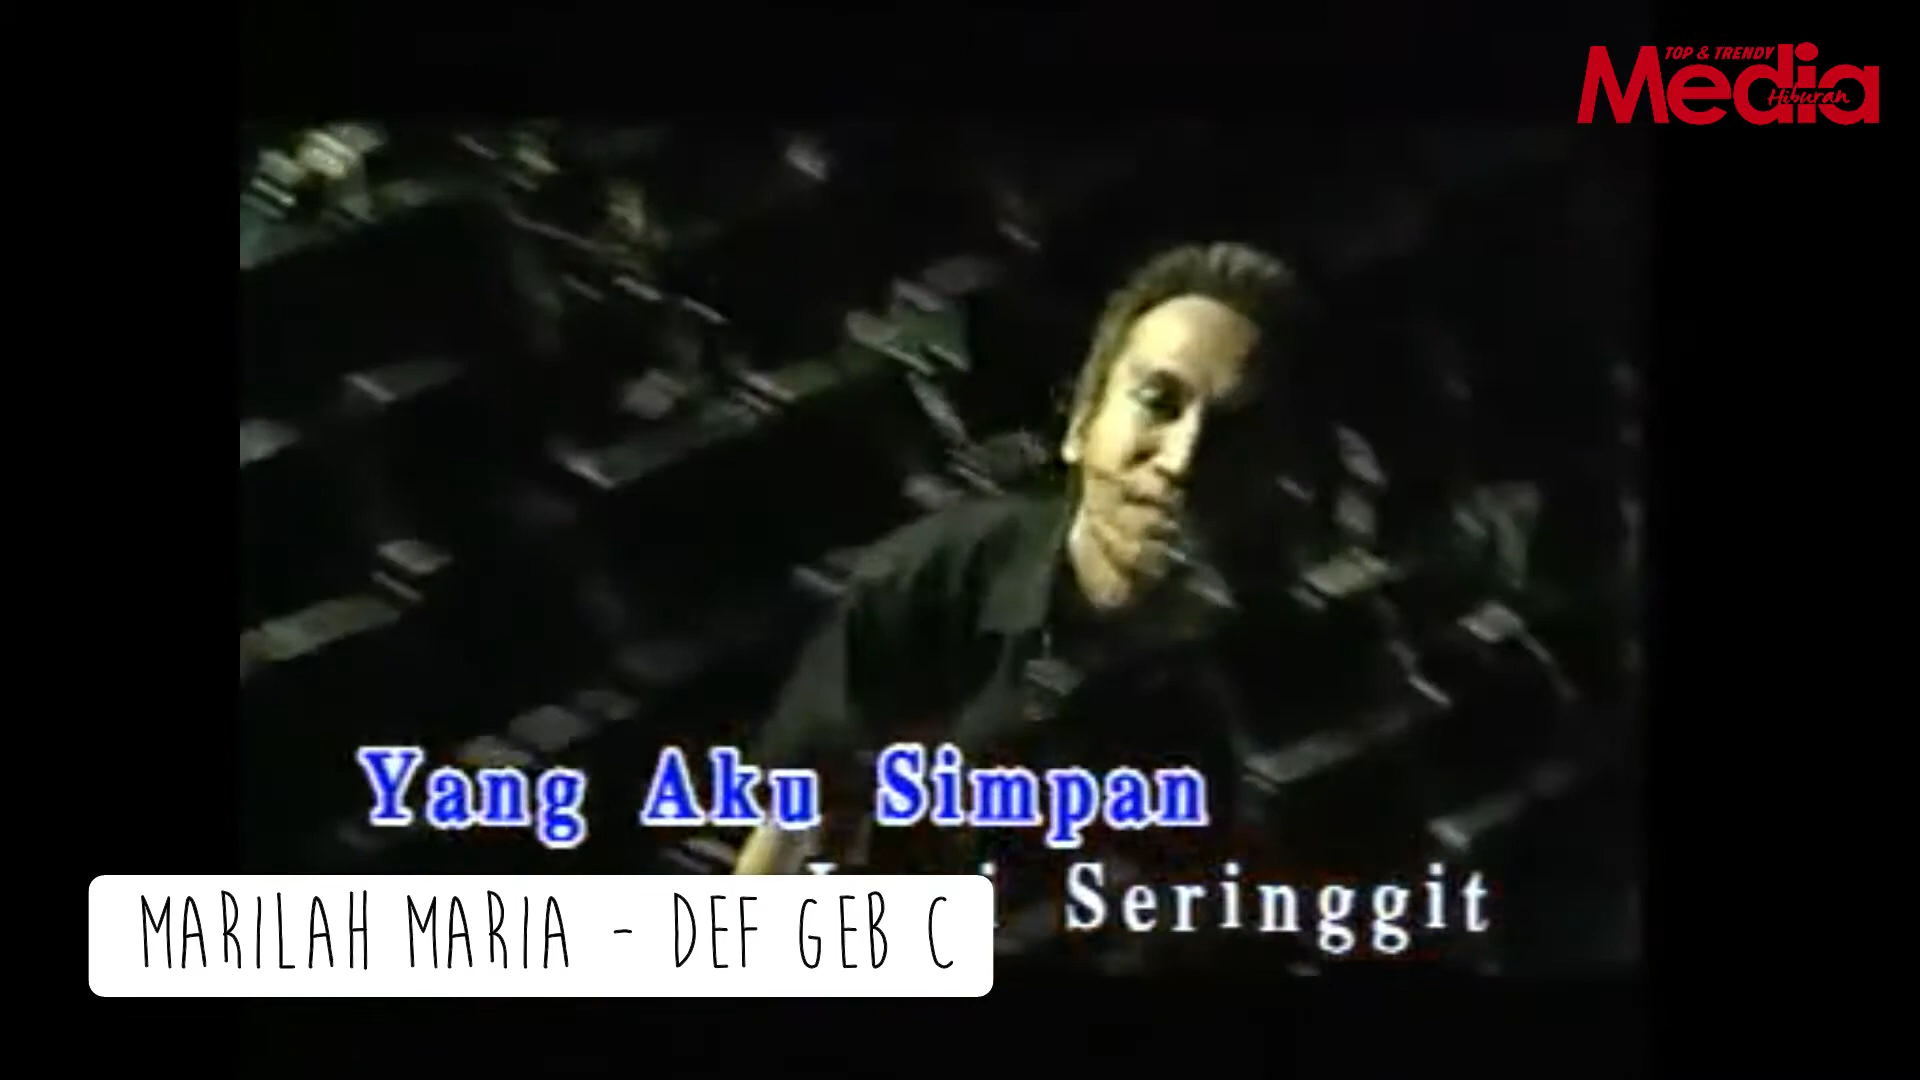 TOP & TRENDY
Media
Hiburan
Yang Aku Simpan
Seringgit
MARILAH MARIA - DEF GEB C